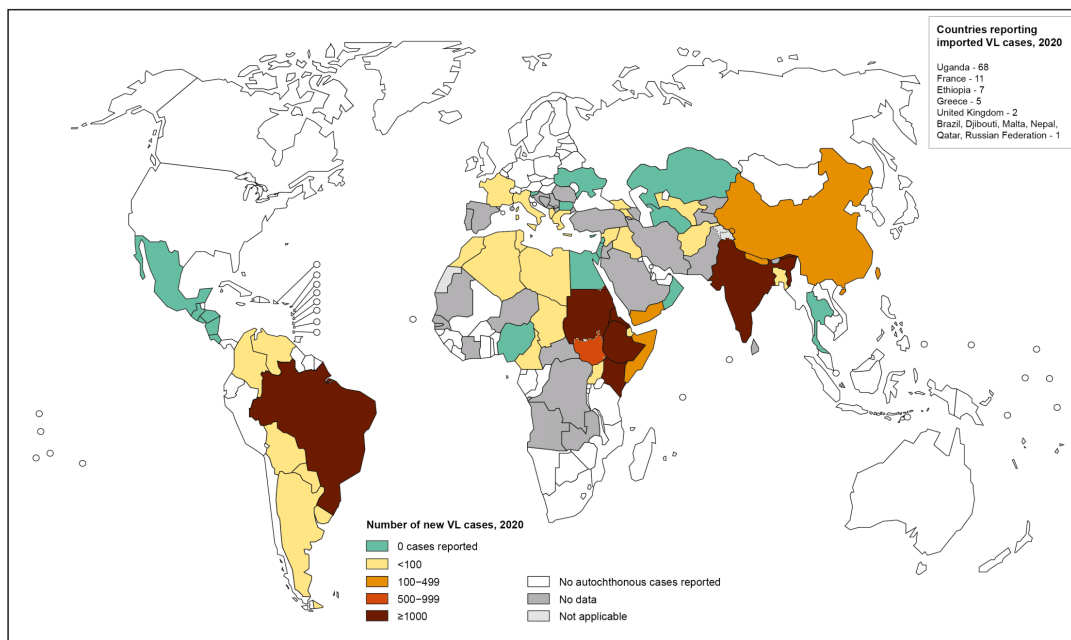 Countries reporting
imported VL cases, 2020
Uganda - 68
France - 11
Ethiopia - 7
Greece - 5
United Kingdom - 2
Brazil, Djibouti, Malta, Nepal,
Qatar, Russian Federation - 1
Number of new VL cases, 2020
0 cases reported
<100
100–499
500–999
≥1000
No autochthonous cases reported
No data
Not applicable